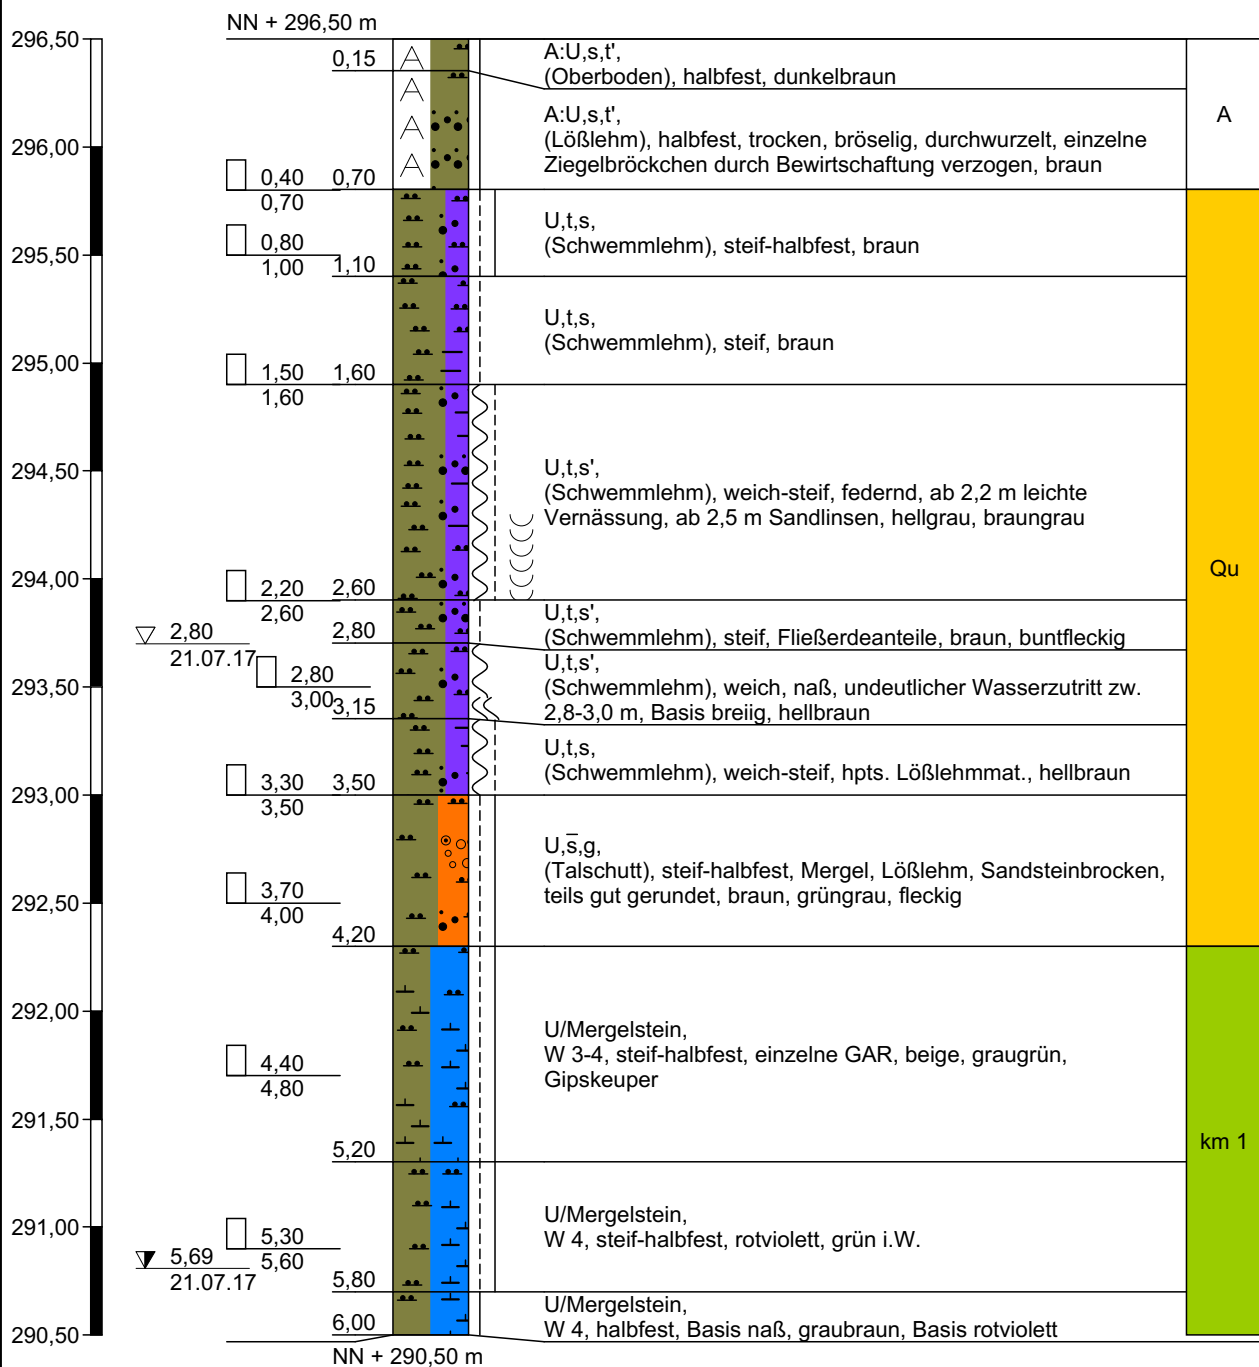 NN + 296,50 m
296,50
296,00
295,50
295,00
294,50
294,00
293,50
293,00
292,50
292,00
291,50
291,00
290,50
0,15
A
A:U,s,t',
(Oberboden), halbfest, dunkelbraun
A
A
A
0,40 0,70
0,70
A:U,s,t',
(Lößlehm), halbfest, trocken, bröselig, durchwurzelt, einzelne
Ziegelbröckchen durch Bewirtschaftung verzogen, braun
A
0,80
1,00 1,10
U,t,s,
(Schwemmlehm), steif-halbfest, braun
1,50 1,60
1,60
U,t,s,
(Schwemmlehm), steif, braun
2,20 2,60
2,60
U,t,s',
(Schwemmlehm), weich-steif, federnd, ab 2,2 m leichte
Vernässung, ab 2,5 m Sandlinsen, hellgrau, braungrau
Qu
2,80
21.07.17
2,80
U,t,s',
(Schwemmlehm), steif, Fließerdeanteile, braun, buntfleckig
2,80
3,00 3,15
U,t,s',
(Schwemmlehm), weich, naß, undeutlicher Wasserzutritt zw.
2,8-3,0 m, Basis breiig, hellbraun
3,30 3,50
3,50
U,t,s,
(Schwemmlehm), weich-steif, hpts. Lößlehmmat., hellbraun
3,70
4,00
4,20
U,s̅,g,
(Talschutt), steif-halbfest, Mergel, Lößlehm, Sandsteinbrocken,
teils gut gerundet, braun, grüngrau, fleckig
4,40
4,80
5,20
U/Mergelstein,
W 3-4, steif-halbfest, einzelne GAR, beige, graugrün,
Gipskeuper
km 1
5,30
5,60
5,69
21.07.17
5,80
U/Mergelstein,
W 4, steif-halbfest, rotviolett, grün i.W.
6,00
U/Mergelstein,
W 4, halbfest, Basis naß, graubraun, Basis rotviolett
NN + 290,50 m